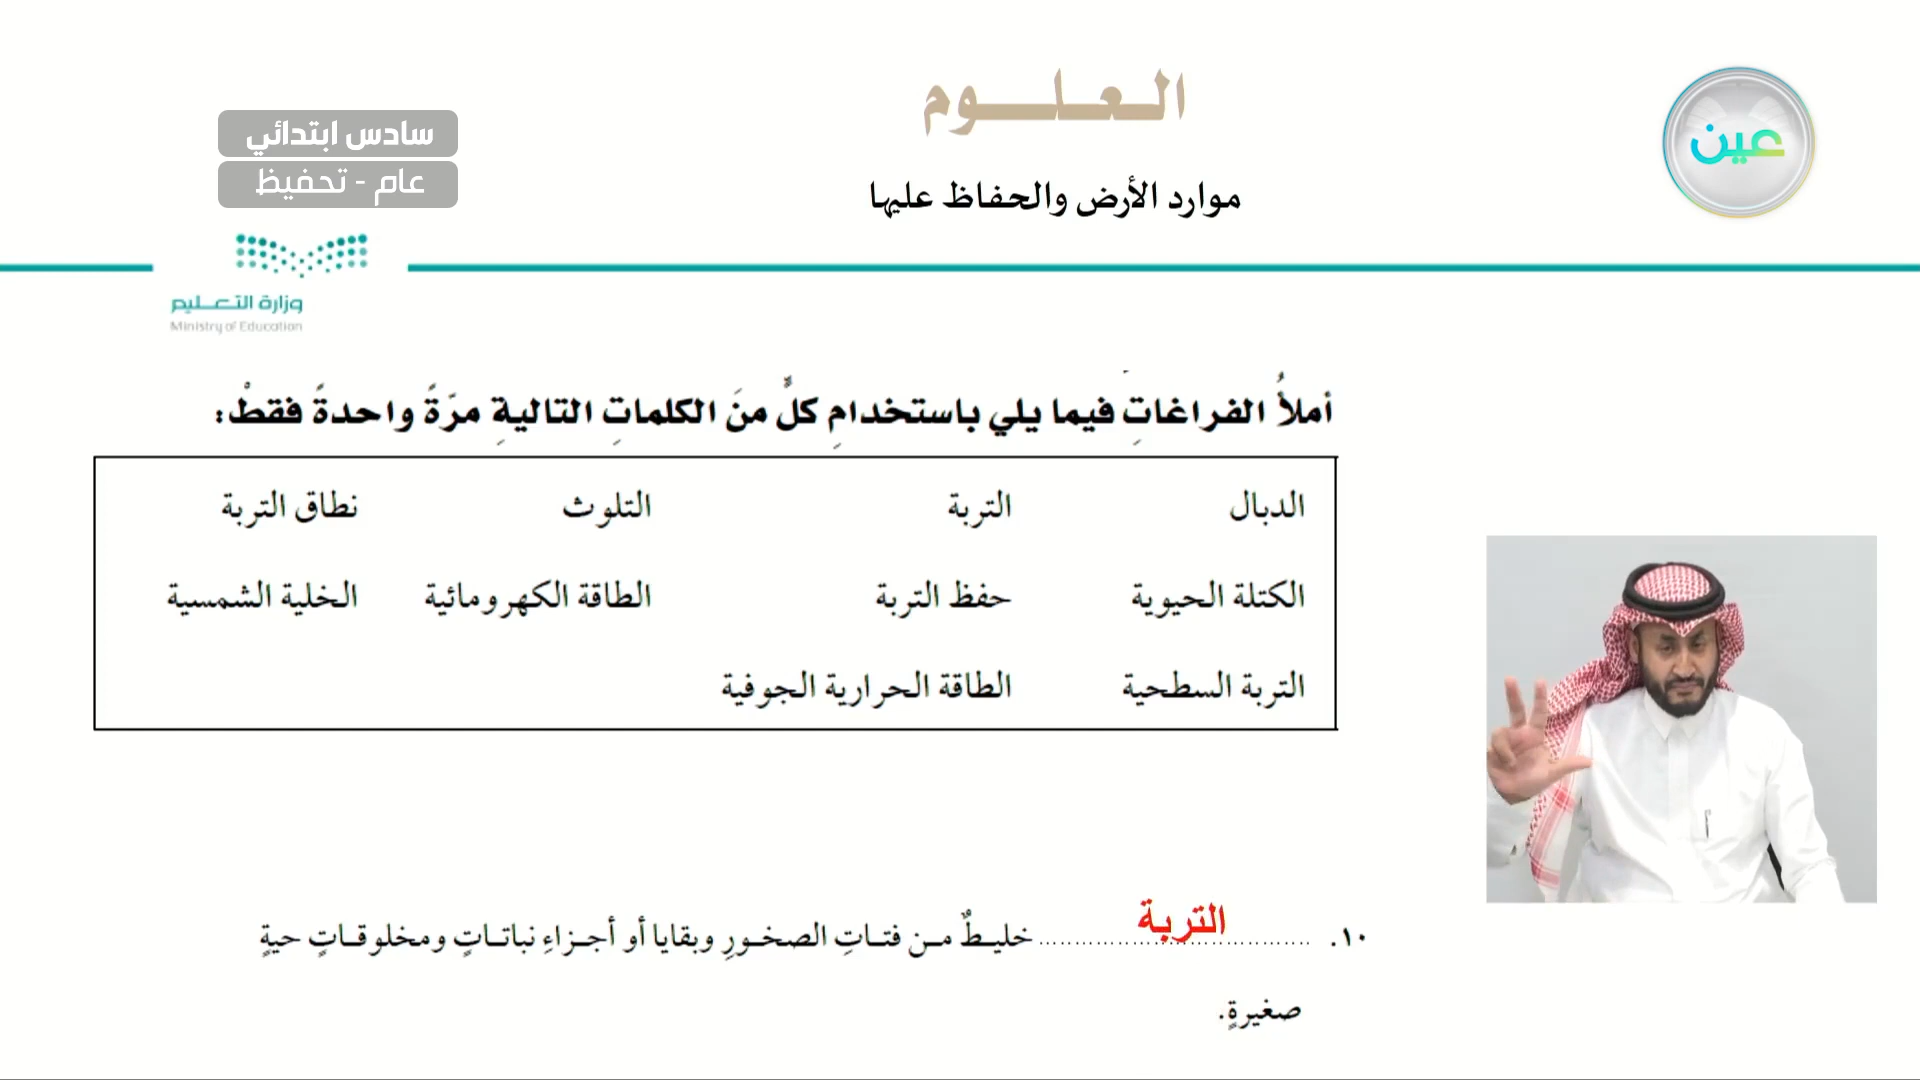 العلوم
موارد الأرض والحفاظ عليها
عين
سادس ابتدائي
عام - تحفيظ
وزارة التعليم
Ministry of Education
أملأُ الفراغاتِ فيما يلي باستخدامِ كلٍّ منَ الكلماتِ التاليةِ مرّةً واحدةً فقطْ:
الدبال التربة التلوث نطاق التربة
الكتلة الحيوية حفظ التربة الطاقة الكهرومائية الخلية الشمسية
التربة السطحية الطاقة الحرارية الجوفية
١٠. التربة خليطٌ من فتاتِ الصخورِ وبقايا أو أجزاءِ نباتاتٍ ومخلوقاتٍ حيةٍ
صغيرةٍ.